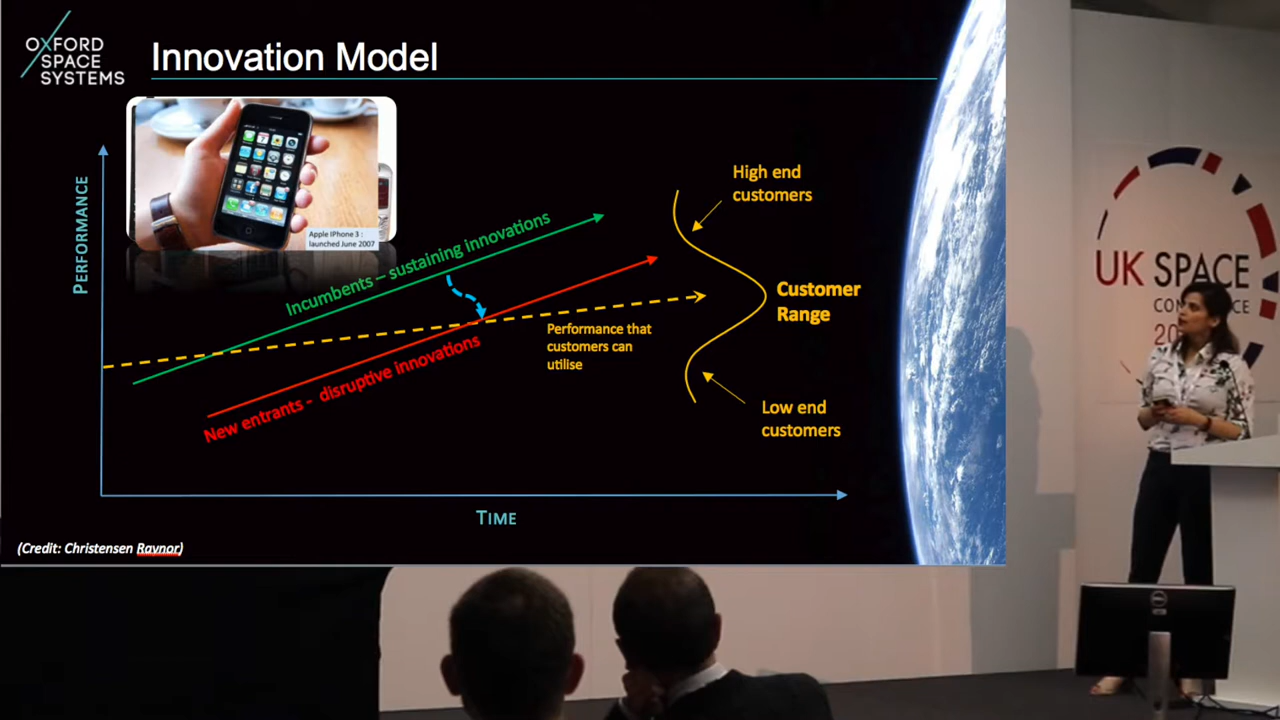 OXFORD
SPACE
SYSTEMS
Innovation Model
PERFORMANCE
Apple IPhone 3 :
launched June 2007
Incumbents – sustaining innovations
New entrants - disruptive innovations
Performance that
customers can
utilise
High end
customers
Customer
Range
Low end
customers
TIME
(Credit: Christensen Raynor)
UK SPACE
DELL